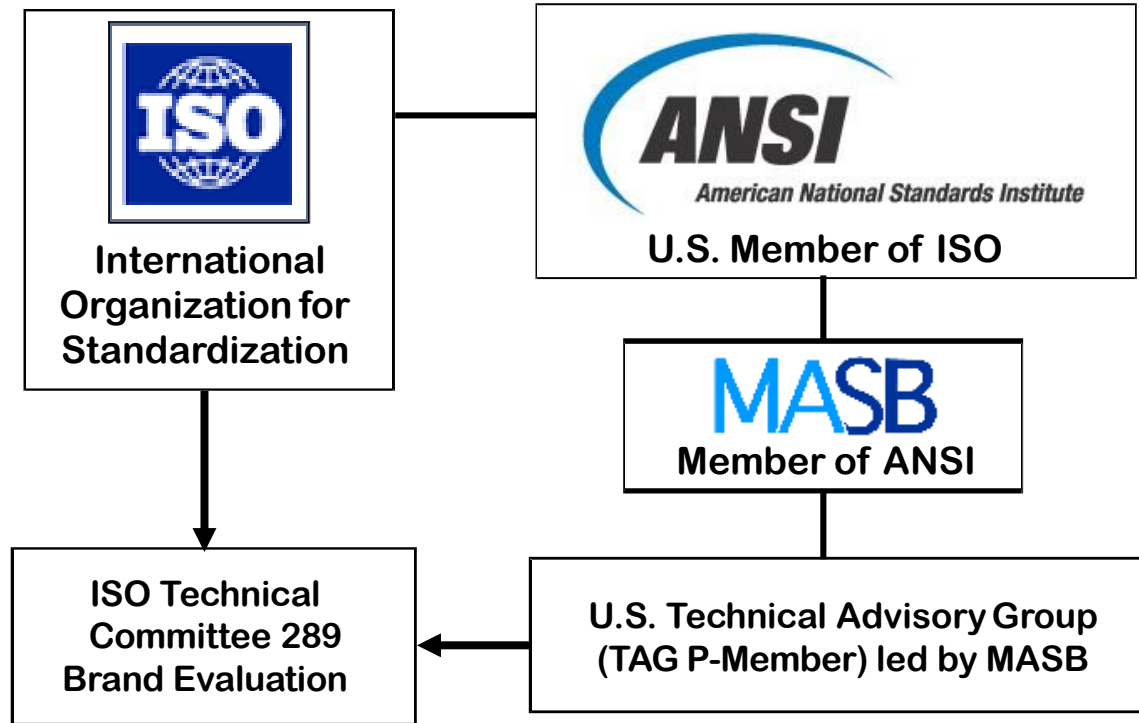 ISO
International
Organization for
Standardization
ANSI
American National Standards Institute
U.S. Member of ISO
MASB
Member of ANSI
ISO Technical
Committee 289
Brand Evaluation
U.S. Technical Advisory Group
(TAG P-Member) led by MASB